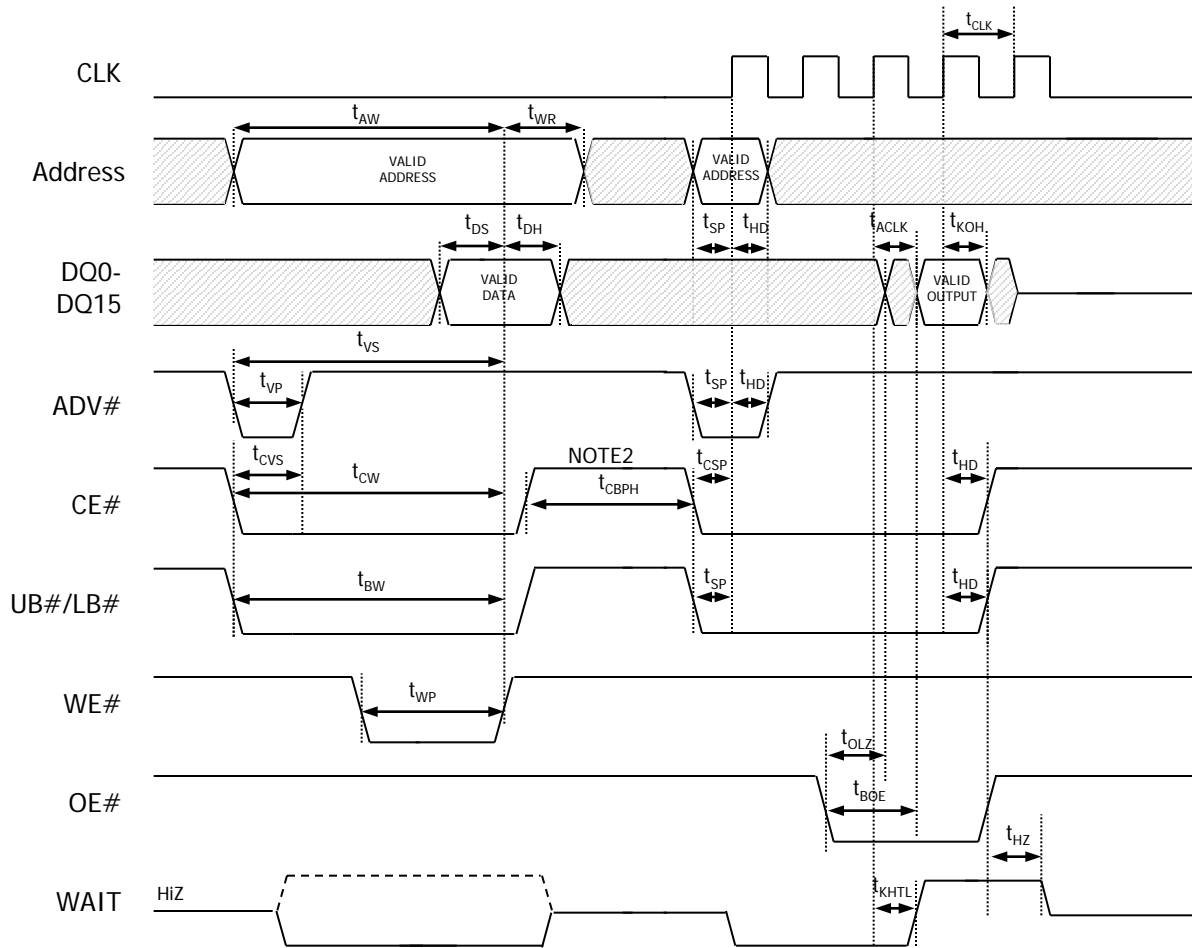 tCLK
CLK
tAW
tWR
Address
VALID ADDRESS
VALID ADDRESS
tDS
tDH
tSP
tHD
tACLK
tKOH
DQ0-
DQ15
VALID DATA
VALID OUTPUT
tVS
tVP
tSP
tHD
ADV#
tCVS
tCW
NOTE2
tCBPH
tCSP
tHD
CE#
tBW
tSP
tHD
UB#/LB#
tWP
WE#
tOLZ
tBOE
OE#
tHZ
HiZ
tKHTL
WAIT